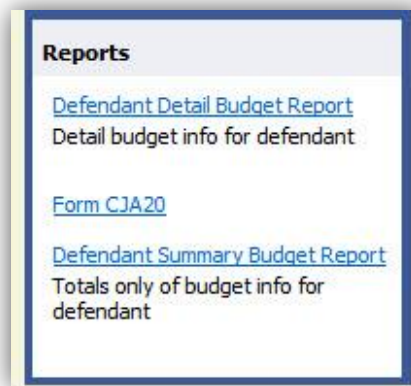 Reports
Defendant Detail Budget Report
Detail budget info for defendant
Form CJA20
Defendant Summary Budget Report
Totals only of budget info for
defendant